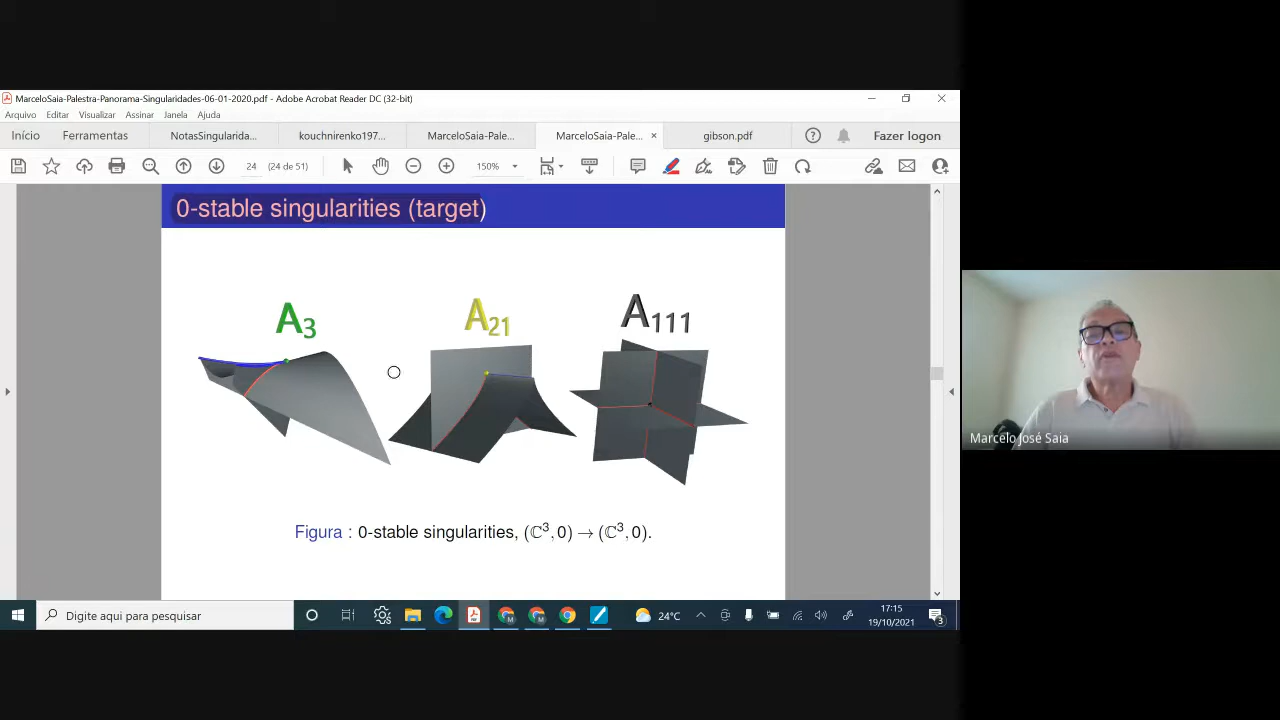 MarceloSaia-Palestra-Panorama-Singularidades-06-01-2020.pdf - Adobe Acrobat Reader DC (32-bit)
Arquivo Editar Visualizar Assinar Janela Ajuda
Início Ferramentas NotasSingularida... kouchnirenko197... MarceloSaia-Pale... MarceloSaia-Pale... × gibson.pdf Fazer logon
24 (24 de 51) 150%
0-stable singularities (target)
A3 A21 A111
Figura : 0-stable singularities, (ℂ³,0) → (ℂ³,0).
Marcelo José Saia
Digite aqui para pesquisar 24°C 17:15
19/10/2021 3